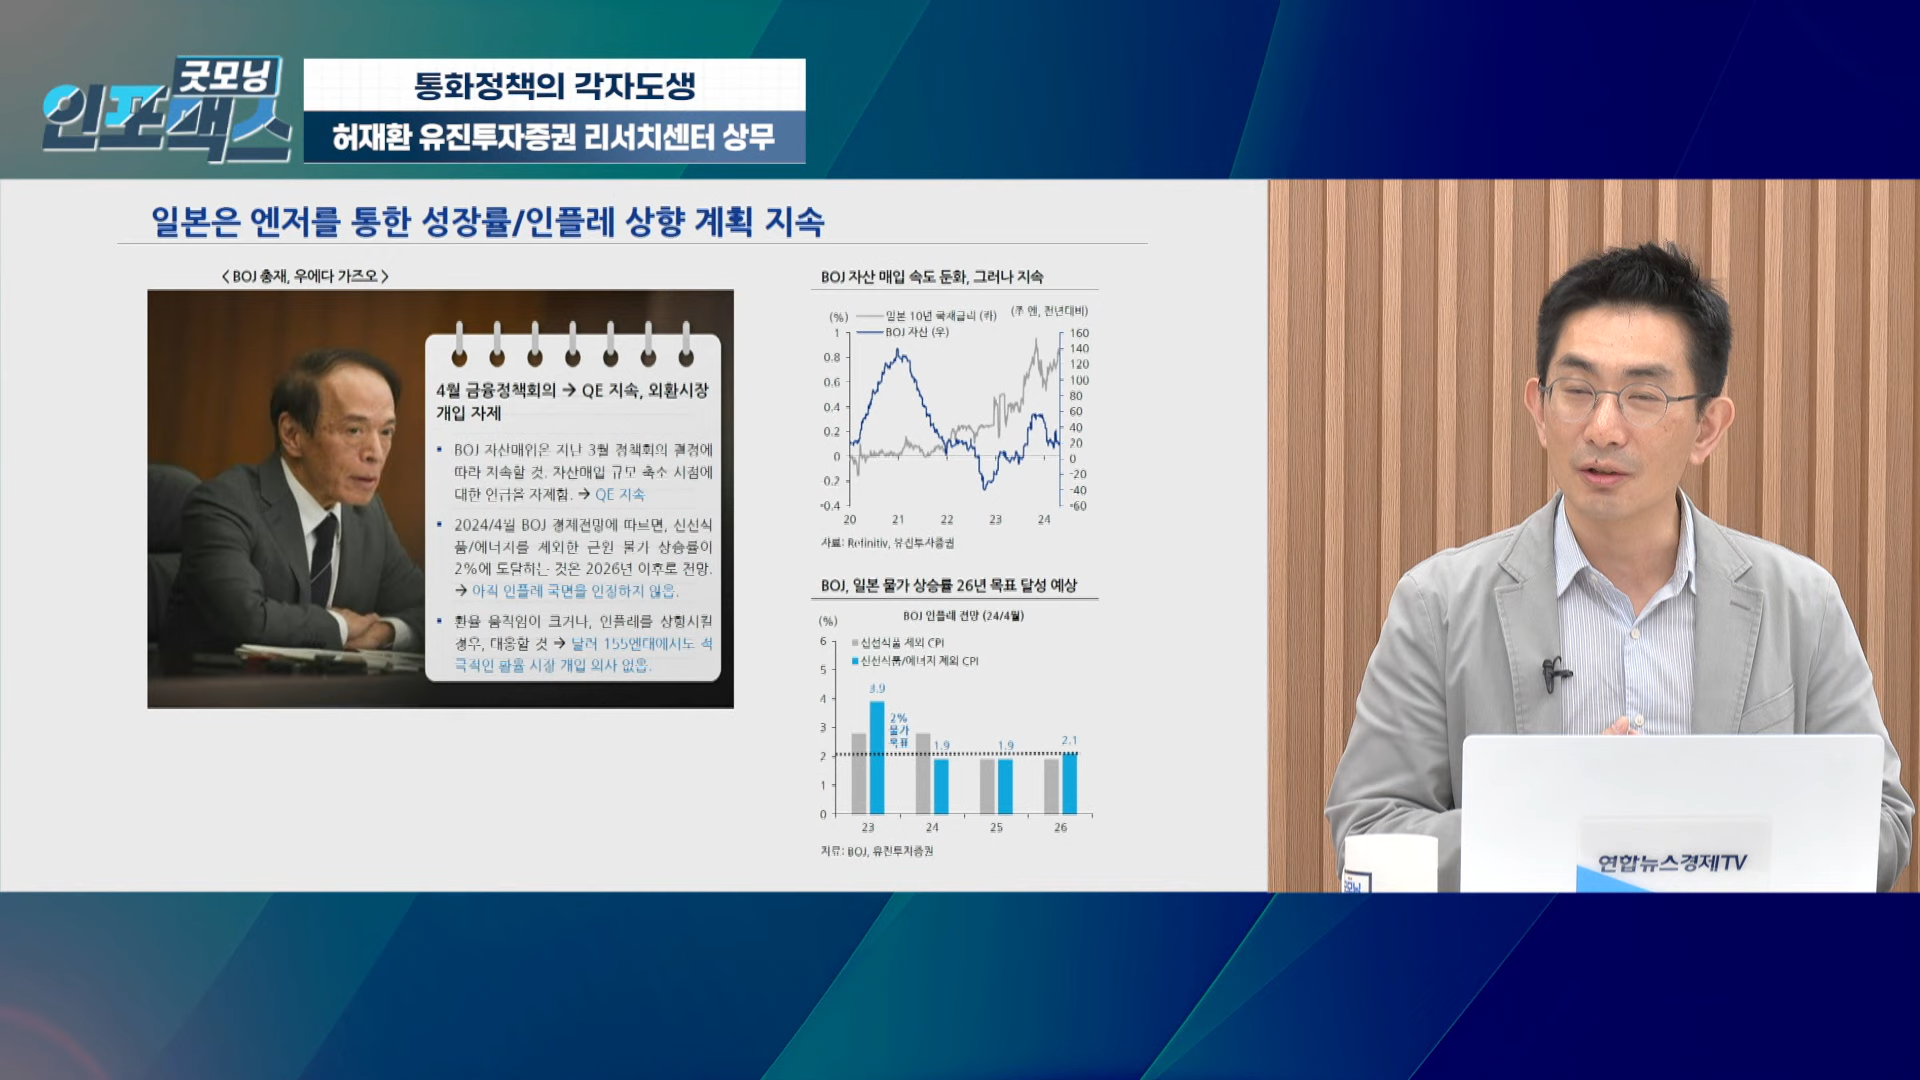 굿모닝
인포맥스
통화정책의 각자도생
허재환 유진투자증권 리서치센터 상무
일본은 엔저를 통한 성장률/인플레 상향 계획 지속
< BOJ 총재, 우에다 가즈오 >
4월 금융정책회의 → QE 지속, 외환시장
개입 자제
▪ BOJ 자산매입은 지난 3월 정책회의 결정에
따라 지속할 것. 자산매입 규모 축소 시점에
대한 언급을 자제함. → QE 지속
▪ 2024/4월 BOJ 경제전망에 따르면, 신선식
품/에너지를 제외한 근원 물가 상승률이
2%에 도달하는 것은 2026년 이후로 전망.
→ 아직 인플레 국면을 인정하지 않음.
▪ 환율 움직임이 크거나, 인플레를 상향시킬
경우, 대응할 것 → 달러 155엔대에서도 적
극적인 환율 시장 개입 의사 없음.
BOJ 자산 매입 속도 둔화, 그러나 지속
(%) 일본 10년 국채금리 (좌) (조 엔, 전년대비)
BOJ 자산 (우)
1 160
0.8 140
120
0.6 100
80
0.4 60
0.2 40
20
0 0
-20
0.2 -40
-0.4 -60
20 21 22 23 24
자료: Refinitiv, 유진투자증권
BOJ, 일본 물가 상승률 26년 목표 달성 예상
(%) BOJ 인플레 전망 (24/4월)
6 신선식품 제외 CPI
신선식품/에너지 제외 CPI
5
4 3.9
3 2%
물가
목표
1.9 1.9 2.1
2
1
0
23 24 25 26
자료: BOJ, 유진투자증권
연합뉴스경제TV
굿모닝